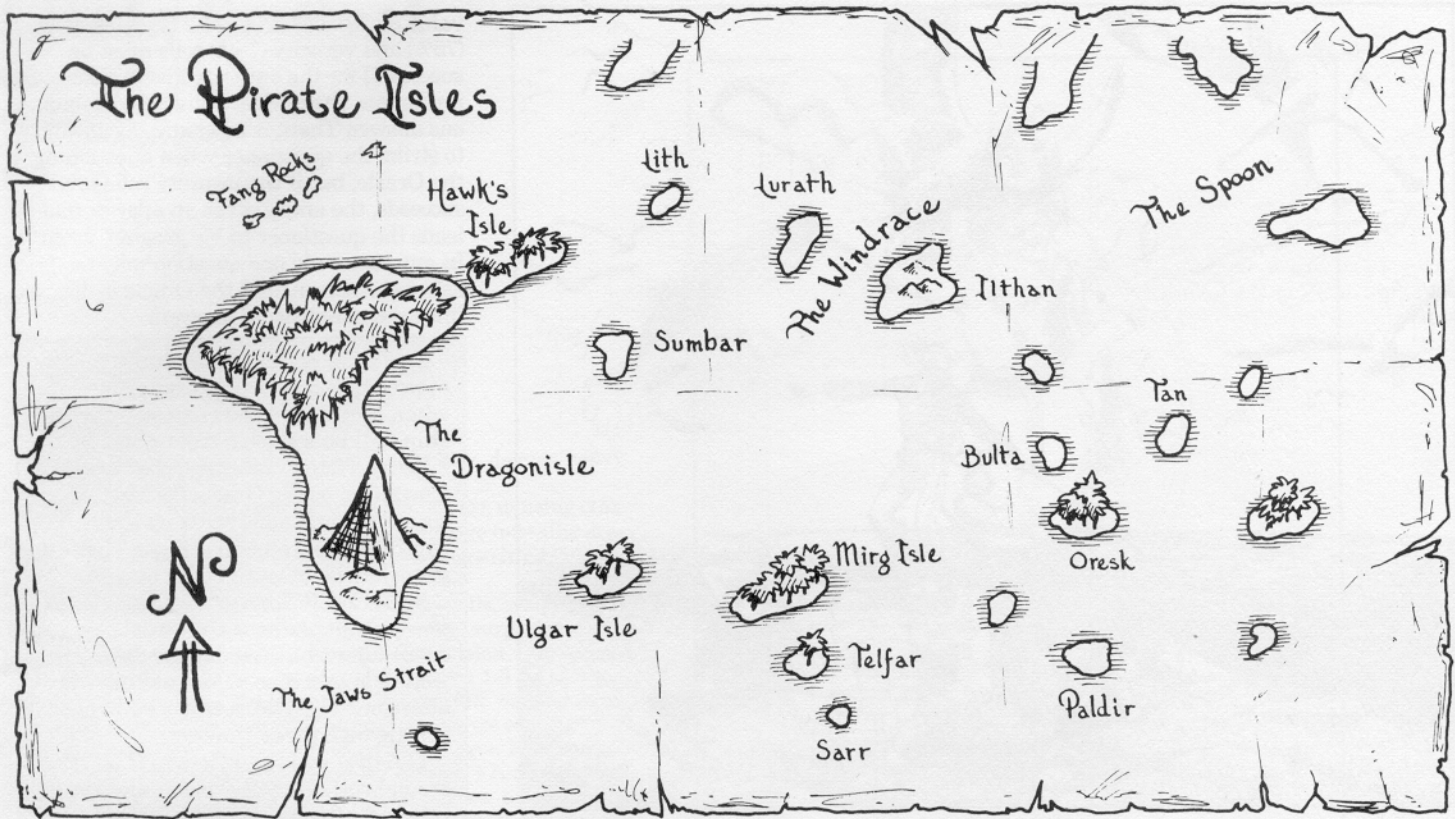 The Pirate Isles
Fang Rocks
Hawk's
Isle
Lith
Lurath
The Windrace
The Spoon
Ilthan
Sumbar
Tan
The
Dragonisle
Bulta
Oresk
Mirg Isle
N
Ulgar Isle
Telfar
The Jaws Strait
Paldir
Sarr